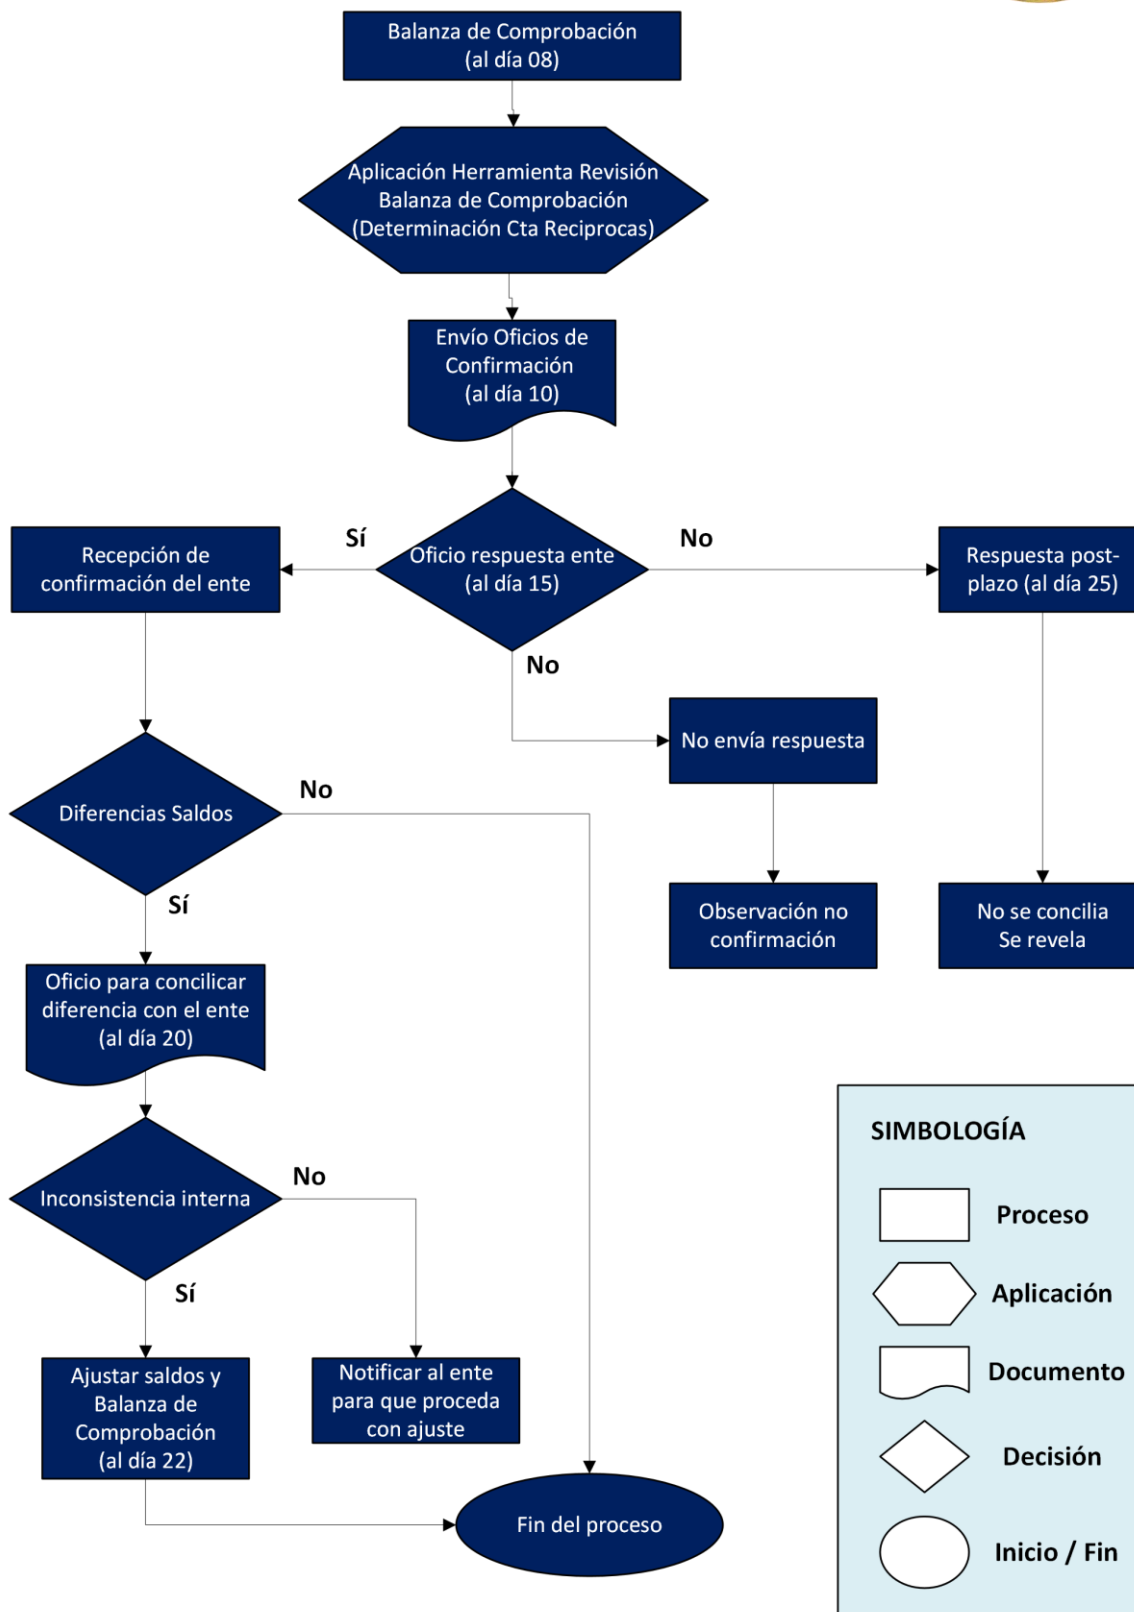 Balanza de Comprobación
(al día 08)
Aplicación Herramienta Revisión
Balanza de Comprobación
(Determinación Cta Reciprocas)
Envío Oficios de
Confirmación
(al día 10)
Oficio respuesta ente
(al día 15)
Sí
No
No
Recepción de
confirmación del ente
Respuesta post-
plazo (al día 25)
No envía respuesta
Diferencias Saldos
No
Sí
Observación no
confirmación
No se concilia
Se revela
Oficio para concilicar
diferencia con el ente
(al día 20)
Inconsistencia interna
No
Sí
Ajustar saldos y
Balanza de
Comprobación
(al día 22)
Notificar al ente
para que proceda
con ajuste
Fin del proceso
SIMBOLOGÍA
Proceso
Aplicación
Documento
Decisión
Inicio / Fin